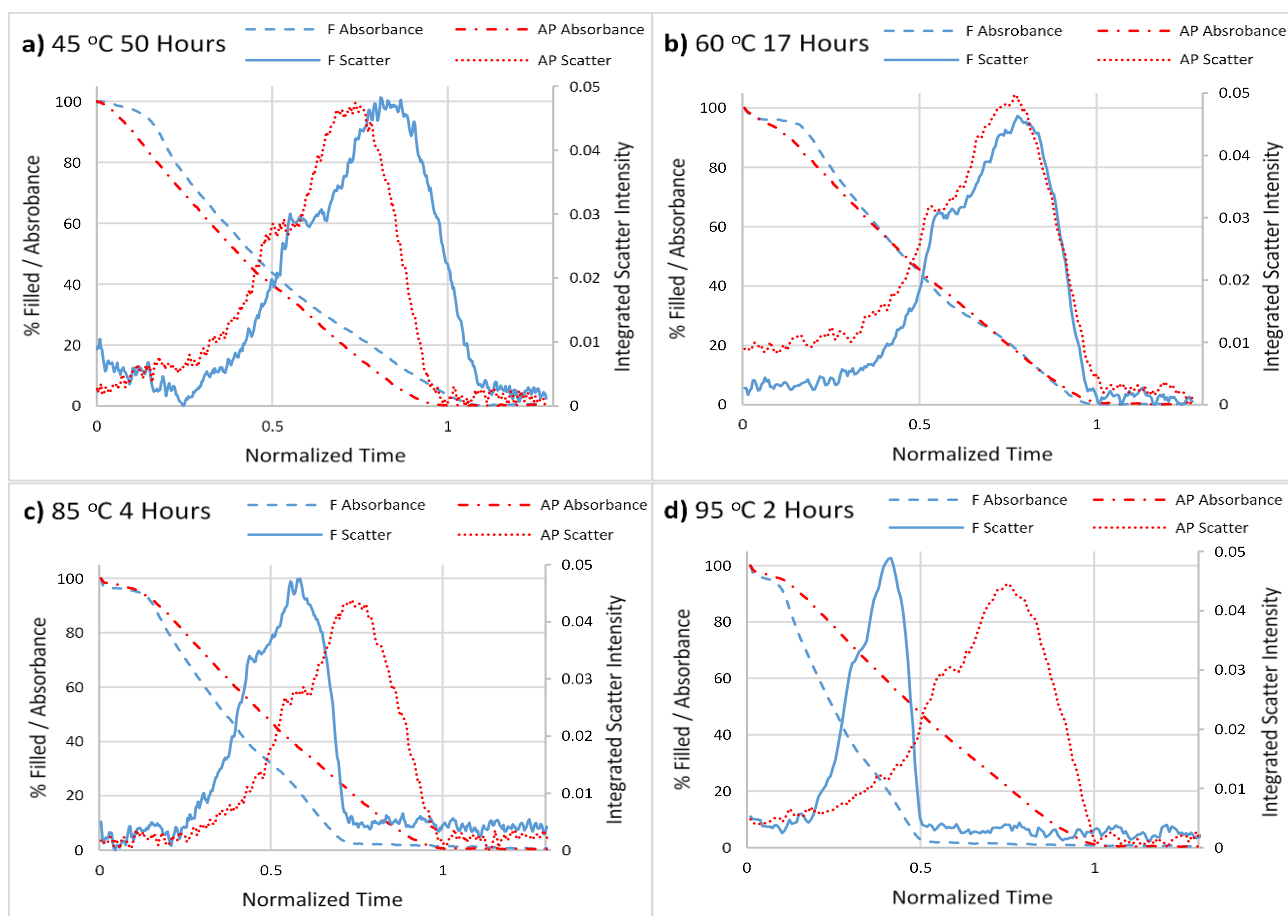 a) 45 °C 50 Hours
F Absorbance
AP Absorbance
F Scatter
AP Scatter
% Filled / Absrobance
100
80
60
40
20
0
0.05
0.04
0.03
0.02
0.01
0
Integrated Scatter Intensity
0
0.5
1
Normalized Time
b) 60 °C 17 Hours
F Absrobance
AP Absorbance
F Scatter
AP Scatter
% Filled / Absorbance
100
80
60
40
20
0
0.05
0.04
0.03
0.02
0.01
0
Integrated Scatter Intensity
0
0.5
1
Normalized Time
c) 85 °C 4 Hours
F Absorbance
AP Absorbance
F Scatter
AP Scatter
% Filled / Absorbance
100
80
60
40
20
0
0.05
0.04
0.03
0.02
0.01
0
Integrated Scatter Intensity
0
0.5
1
Normalized Time
d) 95 °C 2 Hours
F Absorbance
AP Absorbance
F Scatter
AP Scatter
% Filled / Absorbance
100
80
60
40
20
0
0.05
0.04
0.03
0.02
0.01
0
Integrated Scatter Intensity
0
0.5
1
Normalized Time